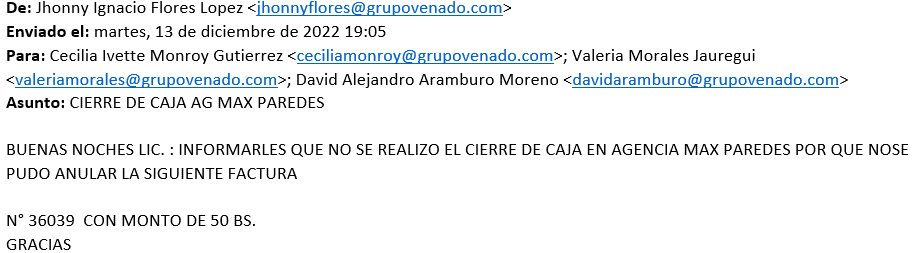 De: Jhonny Ignacio Flores Lopez <jhonnyflores@grupovenado.com>
Enviado el: martes, 13 de diciembre de 2022 19:05
Para: Cecilia Ivette Monroy Gutierrez <ceciliamonroy@grupovenado.com>; Valeria Morales Jauregui
<valeriamorales@grupovenado.com>; David Alejandro Aramburo Moreno <davidaramburo@grupovenado.com>
Asunto: CIERRE DE CAJA AG MAX PAREDES
BUENAS NOCHES LIC. : INFORMARLES QUE NO SE REALIZO EL CIERRE DE CAJA EN AGENCIA MAX PAREDES POR QUE NOSE
PUDO ANULAR LA SIGUIENTE FACTURA
N° 36039  CON MONTO DE 50 BS.
GRACIAS